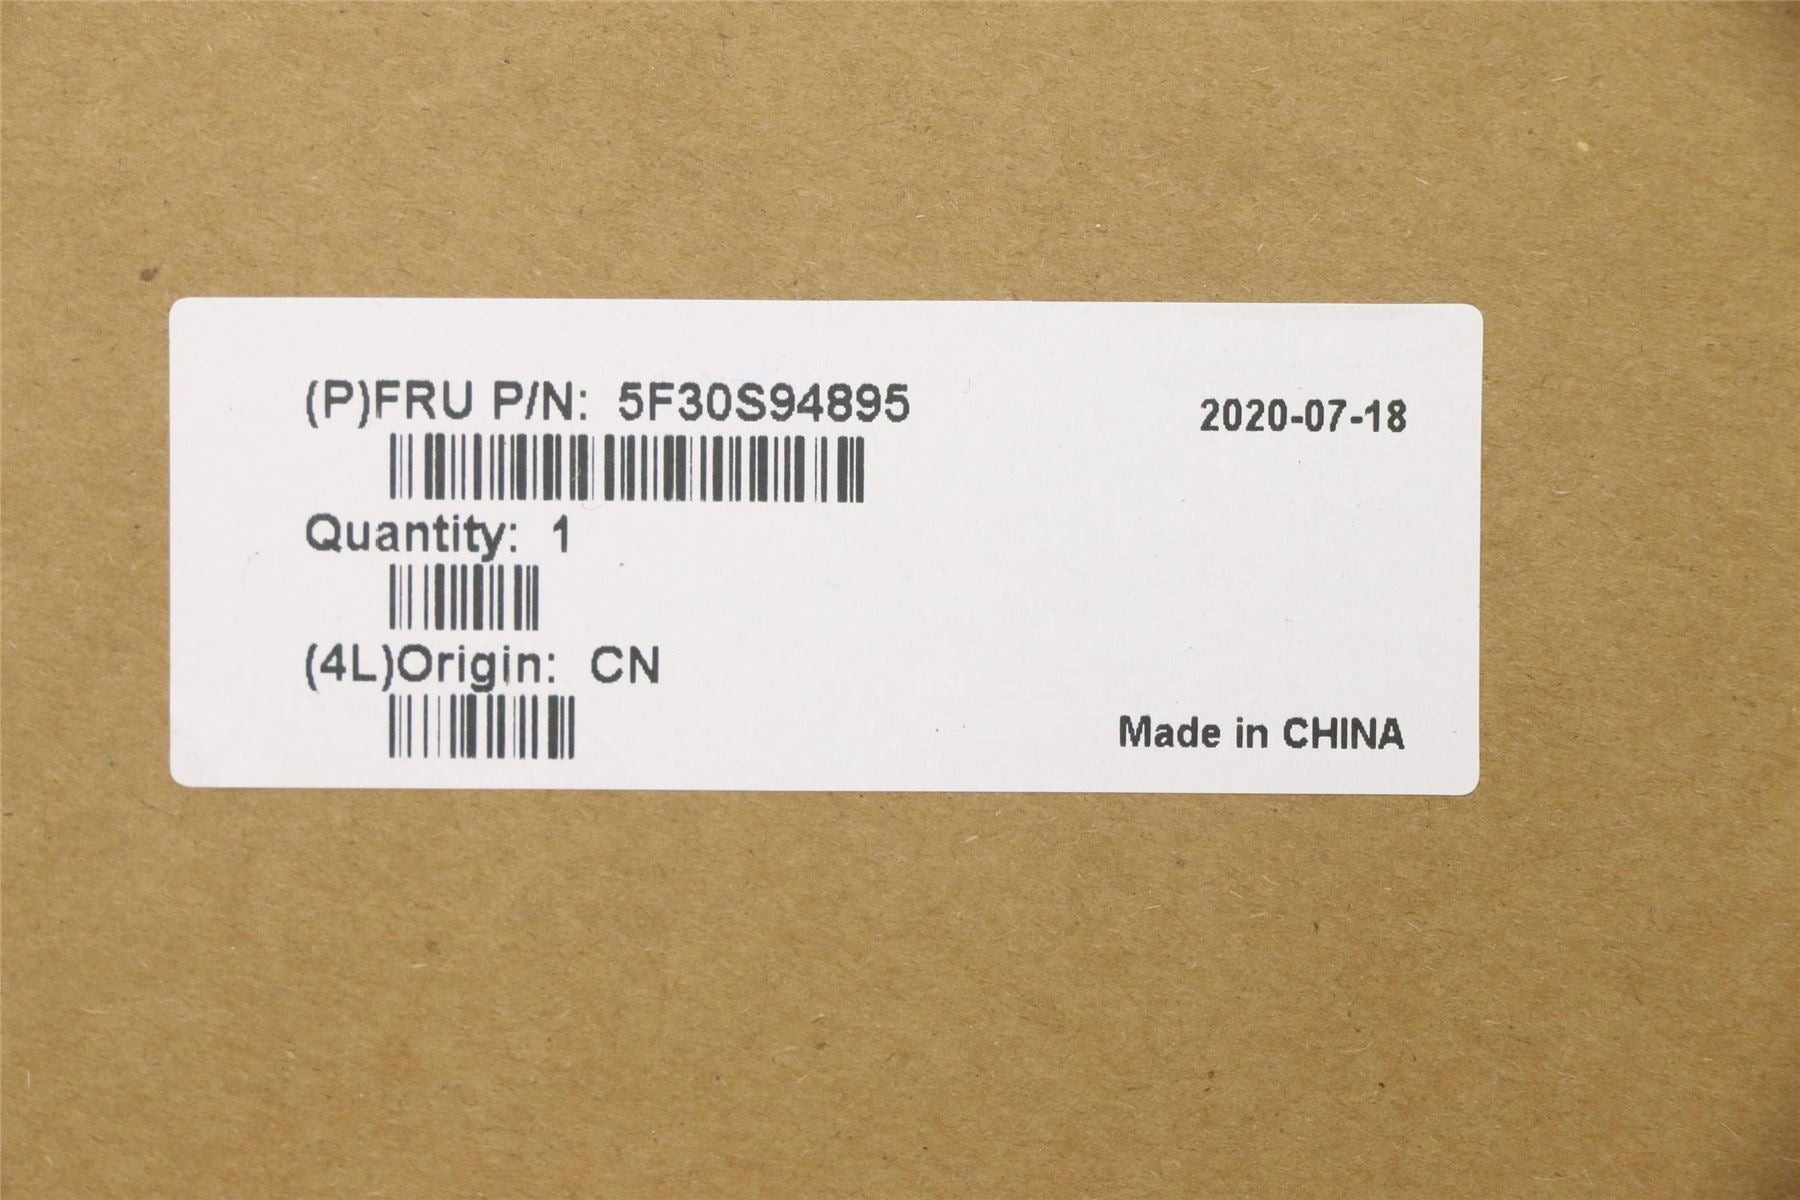 (P)FRU P/N: 5F30S94895
2020-07-18
Quantity: 1
(4L)Origin: CN
Made in CHINA